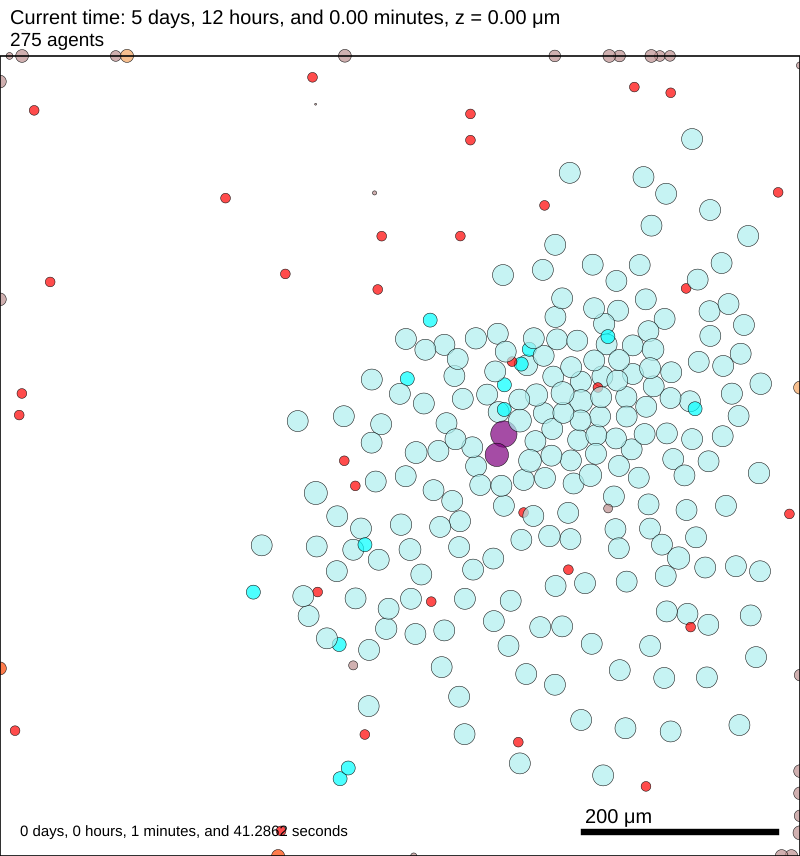 Current time: 5 days, 12 hours, and 0.00 minutes, z = 0.00 μm
275 agents
200 μm
0 days, 0 hours, 1 minutes, and 41.2862 seconds